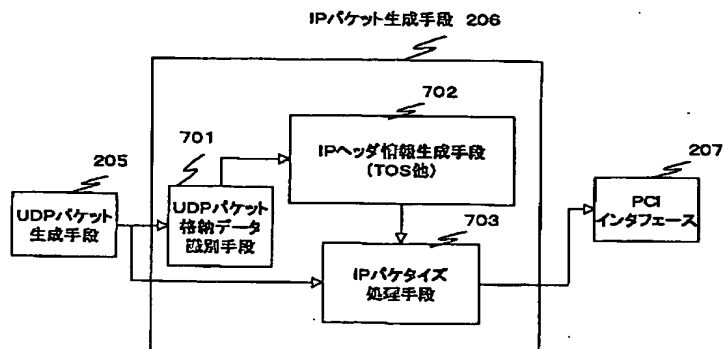 IPパケット生成手段 206
702
701
IPヘッダ情報生成手段
(TOS他)
205
207
UDPパケット
生成手段
UDPパケット
格納データ
識別手段
PCI
インタフェース
703
IPパケタイズ
処理手段